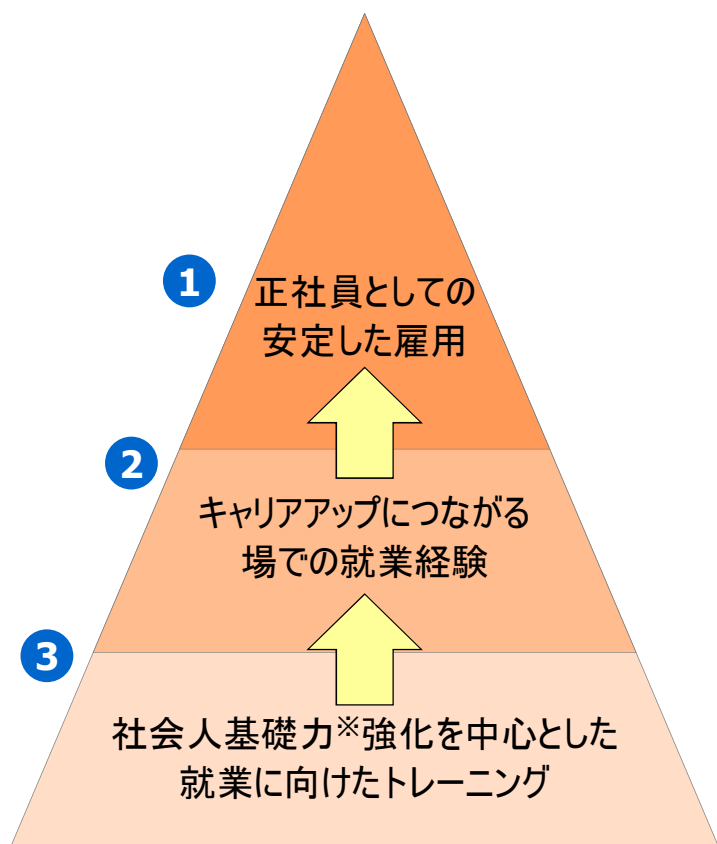 1
正社員としての
安定した雇用
2
キャリアアップにつながる
場での就業経験
3
社会人基礎力※強化を中心とした
就業に向けたトレーニング